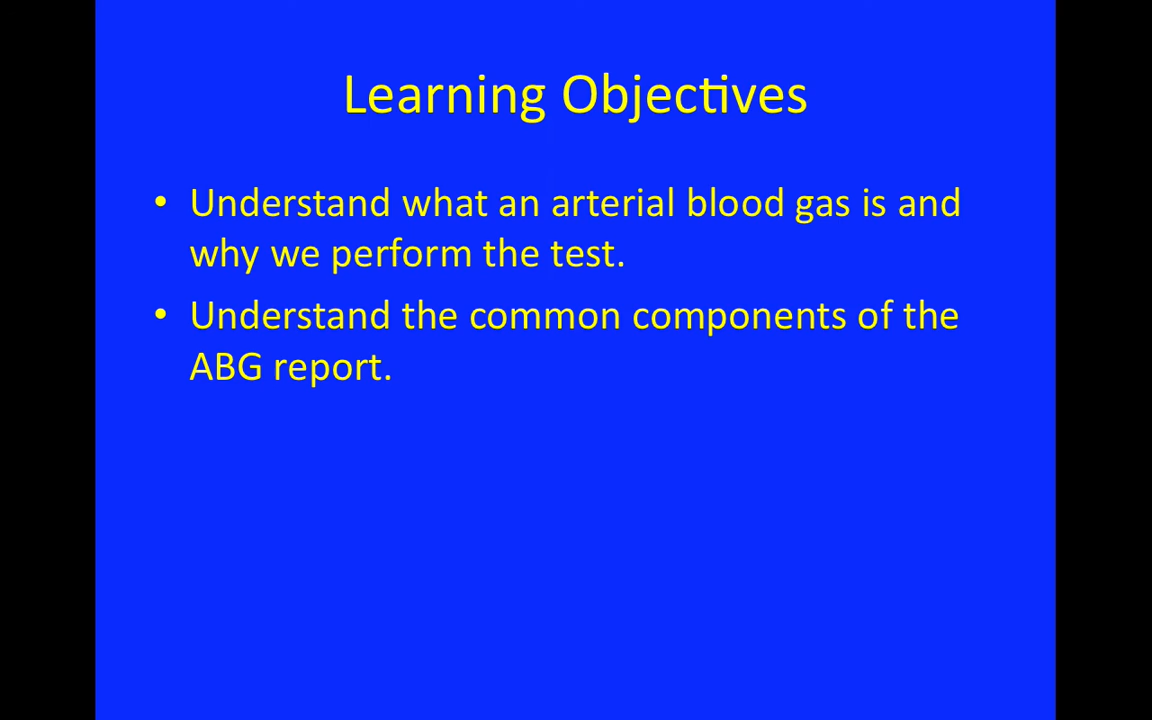 Learning Objectives
• Understand what an arterial blood gas is and
why we perform the test.
• Understand the common components of the
ABG report.